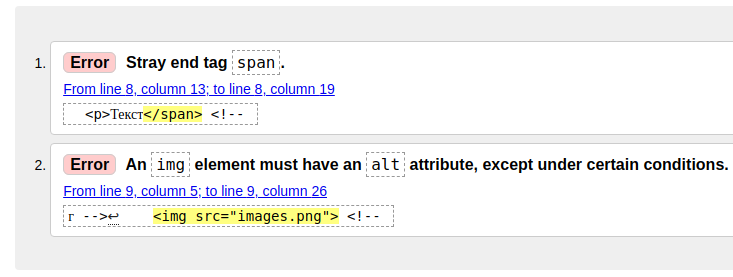 1. Error Stray end tag span.
From line 8, column 13; to line 8, column 19
<p>Текст</span> <!--
2. Error An img element must have an alt attribute, except under certain conditions.
From line 9, column 5; to line 9, column 26
г -->↩ <img src="images.png"> <!--